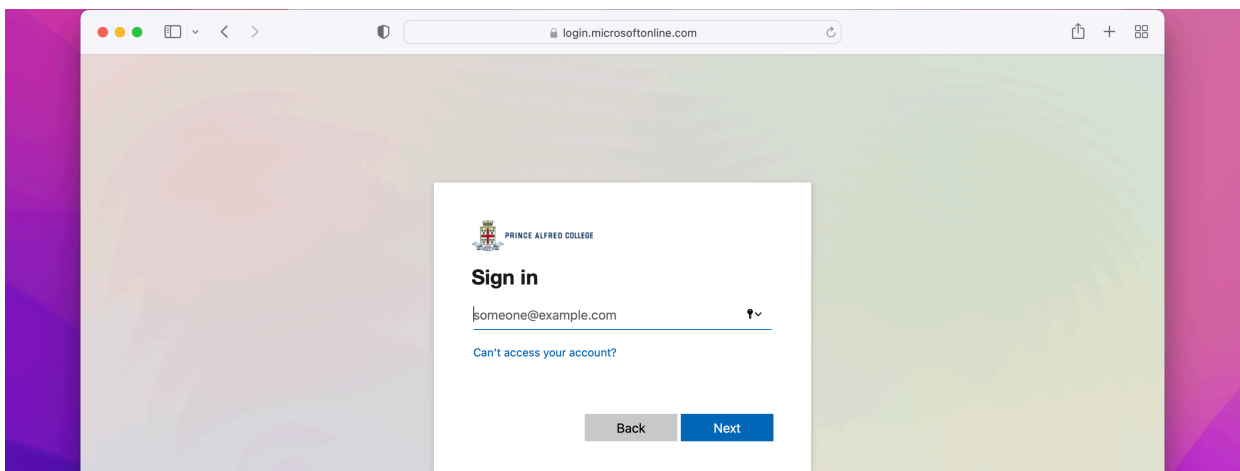 login.microsoftonline.com
PRINCE ALFRED COLLEGE
Sign in
someone@example.com
Can't access your account?
Back Next